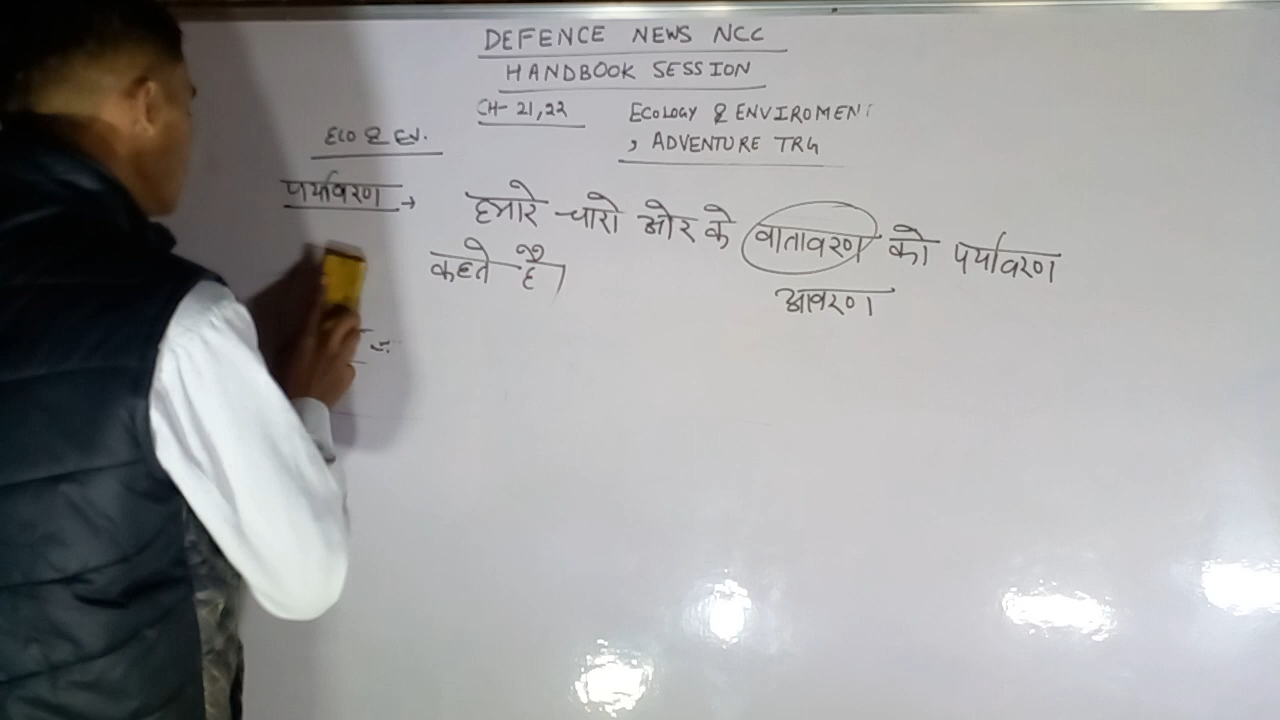 DEFENCE NEWS NCC
HANDBOOK SESSION
CH- 21,22 ECOLOGY & ENVIROMEN
, ADVENTURE TRG
ECO & EN.
पर्यावरण → हमारे चारो ओर के वातावरण को पर्यावरण
कहते है।
आवरण